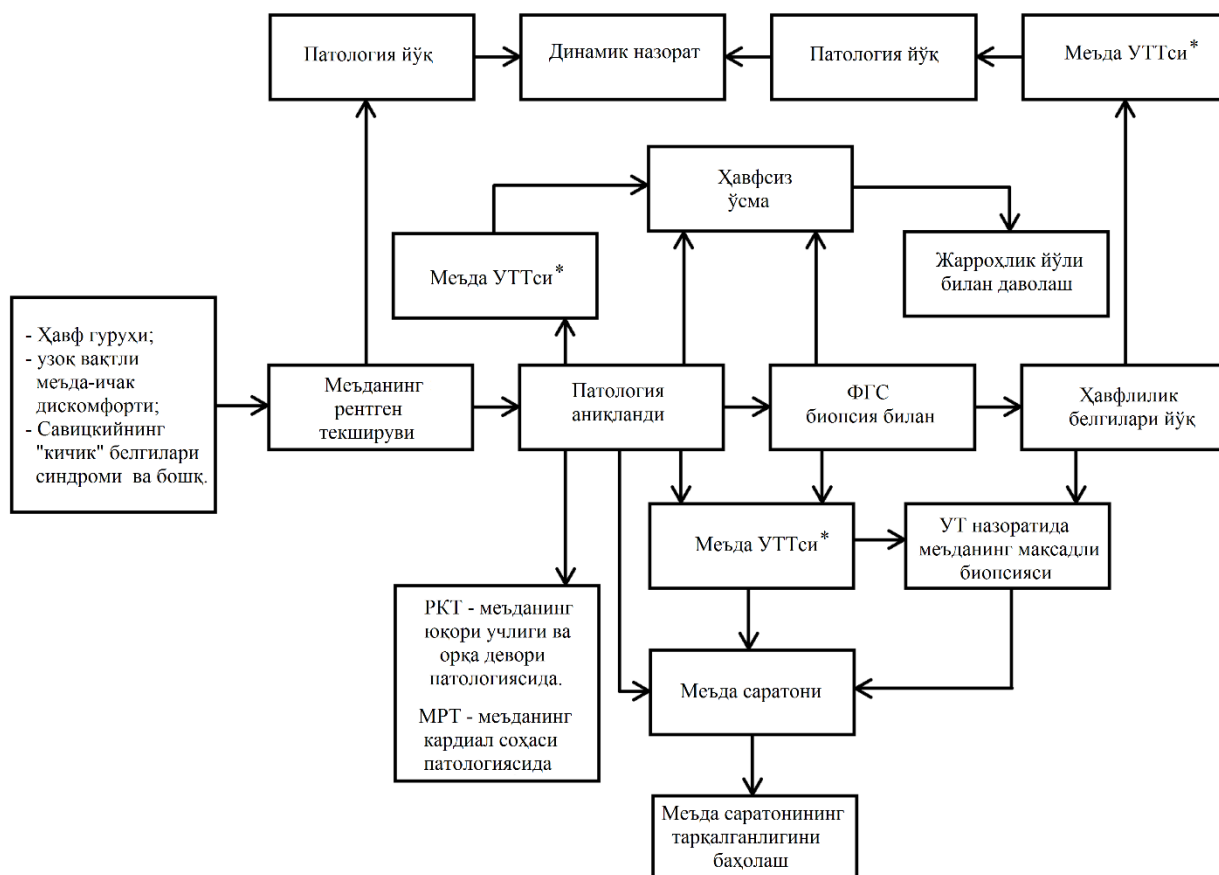 Патология йўқ
Динамик назорат
Патология йўқ
Меъда УТТси*
Ҳавфсиз
ўсма
Меъда УТТси*
Жарроҳлик йўли
билан даволаш
- Ҳавф гуруҳи;
- узоқ вақтли
меъда-ичак
дискомфорти;
- Савицкийнинг
"кичик" белгилари
синдроми ва бошқ.
Меъданинг
рентген
текшируви
Патология
аниқланди
ФГС
биопсия билан
Ҳавфлилик
белгилари йўқ
Меъда УТТси*
УТ назоратида
меъданинг мақсадли
биопсияси
РКТ - меъданинг
юқори учлиги ва
орқа девори
патологиясида.
МРТ - меъданинг
кардиал соҳаси
патологиясида
Меъда саратони
Меъда саратонининг
тарқалганлигини
баҳолаш